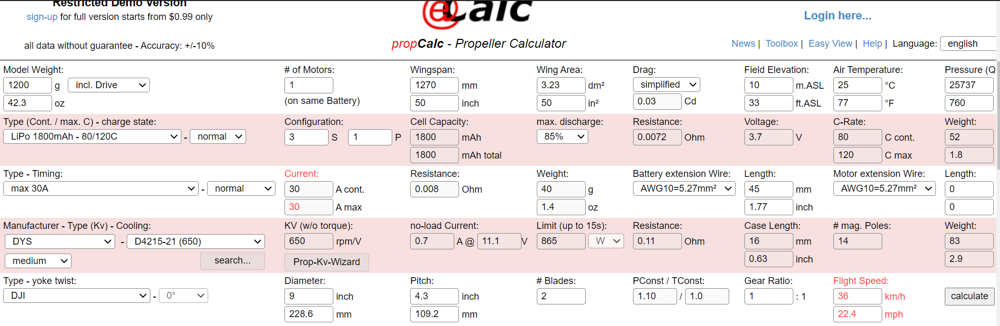 Restricted Demo Version
sign-up for full version starts from $0.99 only
all data without guarantee - Accuracy: +/-10%
@Calc
propCalc - Propeller Calculator
Login here...
News | Toolbox | Easy View | Help | Language: english
Model Weight: # of Motors: Wingspan: Wing Area: Drag: Field Elevation: Air Temperature: Pressure (Q
1200 g incl. Drive 1 1270 mm 3.23 dm² simplified 10 m.ASL 25 °C 25737
42.3 oz (on same Battery) 50 inch 50 in² 0.03 Cd 33 ft.ASL 77 °F 760
Type (Cont. / max. C) - charge state: Configuration: Cell Capacity: max. discharge: Resistance: Voltage: C-Rate: Weight:
LiPo 1800mAh - 80/120C - normal 3 S 1 P 1800 mAh 85% 0.0072 Ohm 3.7 V 80 C cont. 52
1800 mAh total 120 C max 1.8
Type - Timing: Current: Resistance: Weight: Battery extension Wire: Length: Motor extension Wire: Length:
max 30A - normal 30 A cont. 0.008 Ohm 40 g AWG10=5.27mm² 45 mm AWG10=5.27mm² 0
30 A max 1.4 oz 1.77 inch 0
Manufacturer - Type (Kv) - Cooling: KV (w/o torque): no-load Current: Limit (up to 15s): Resistance: Case Length: # mag. Poles: Weight:
DYS - D4215-21 (650) 650 rpm/V 0.7 A @ 11.1 V 865 W 0.11 Ohm 16 mm 14 83
medium search... Prop-Kv-Wizard 0.63 inch 2.9
Type - yoke twist: Diameter: Pitch: # Blades: PConst / TConst: Gear Ratio: Flight Speed:
DJI - 0° 9 inch 4.3 inch 2 1.10 / 1.0 1 : 1 36 km/h calculate
228.6 mm 109.2 mm 22.4 mph